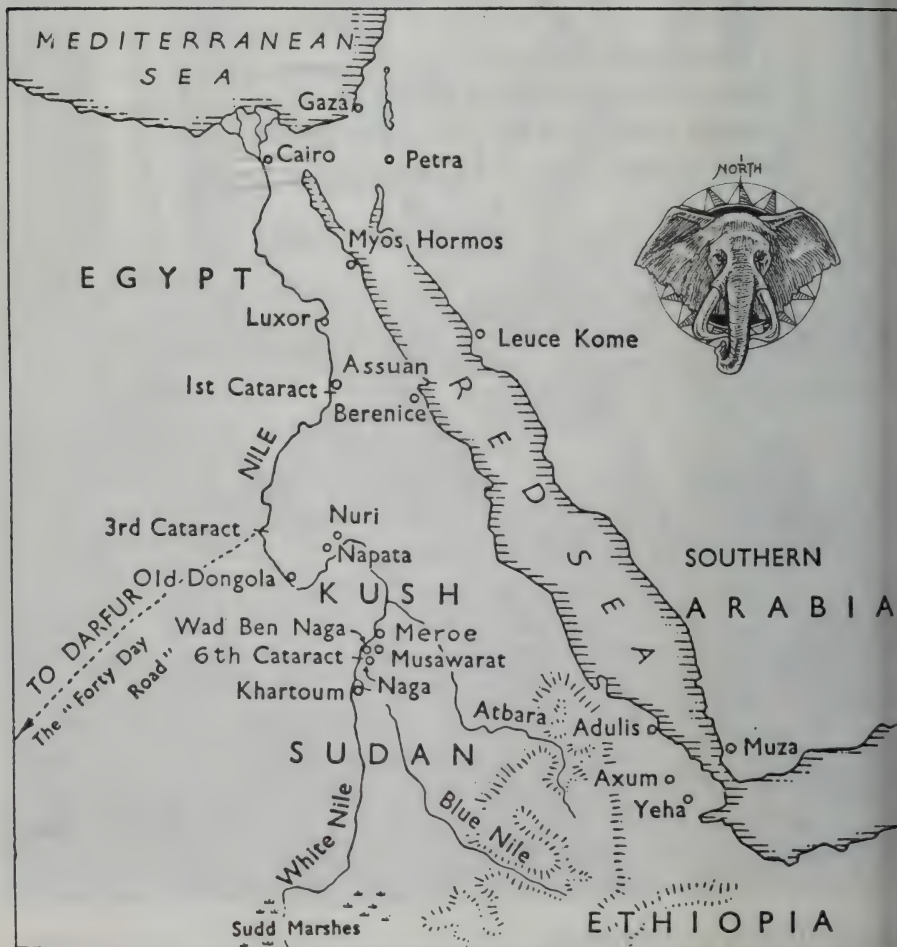 MEDITERRANEAN
SEA
Gaza
Cairo
Petra
NORTH
Myos Hormos
EGYPT
Luxor
Leuce Kome
Assuan
1st Cataract
Berenice
RED SEA
NILE
3rd Cataract
Nuri
Napata
Old Dongola
SOUTHERN
ARABIA
KUSH
TO DARFUR
The "Forty Day
Road"
Wad Ben Naga
Meroe
6th Cataract
Musawarat
Naga
Khartoum
Atbara
Adulis
SUDAN
Muza
Axum
Yeha
White Nile
Blue Nile
Sudd Marshes
ETHIOPIA